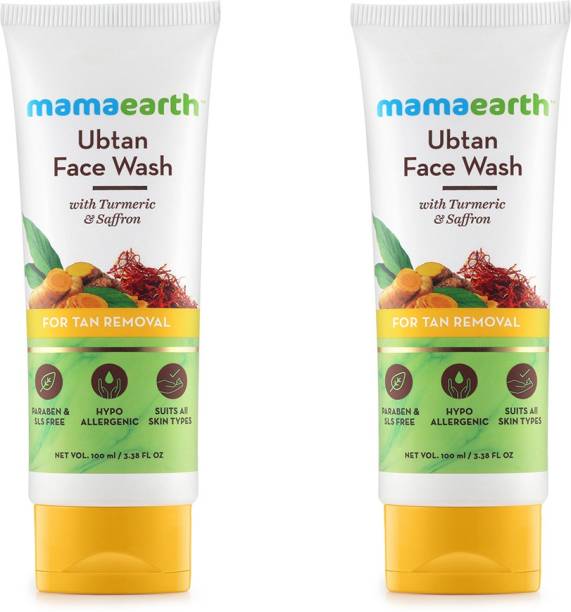 mamaearth™
Ubtan
Face Wash
with Turmeric
& Saffron
FOR TAN REMOVAL
PARABEN &
SLS FREE
HYPO
ALLERGENIC
SUITS All
SKIN TYPES
NET VOL. 100 ml / 3.38 FL OZ
mamaearth™
Ubtan
Face Wash
with Turmeric
& Saffron
FOR TAN REMOVAL
PARABEN &
SLS FREE
HYPO
ALLERGENIC
SUITS All
SKIN TYPES
NET VOL. 100 ml / 3.38 FL OZ